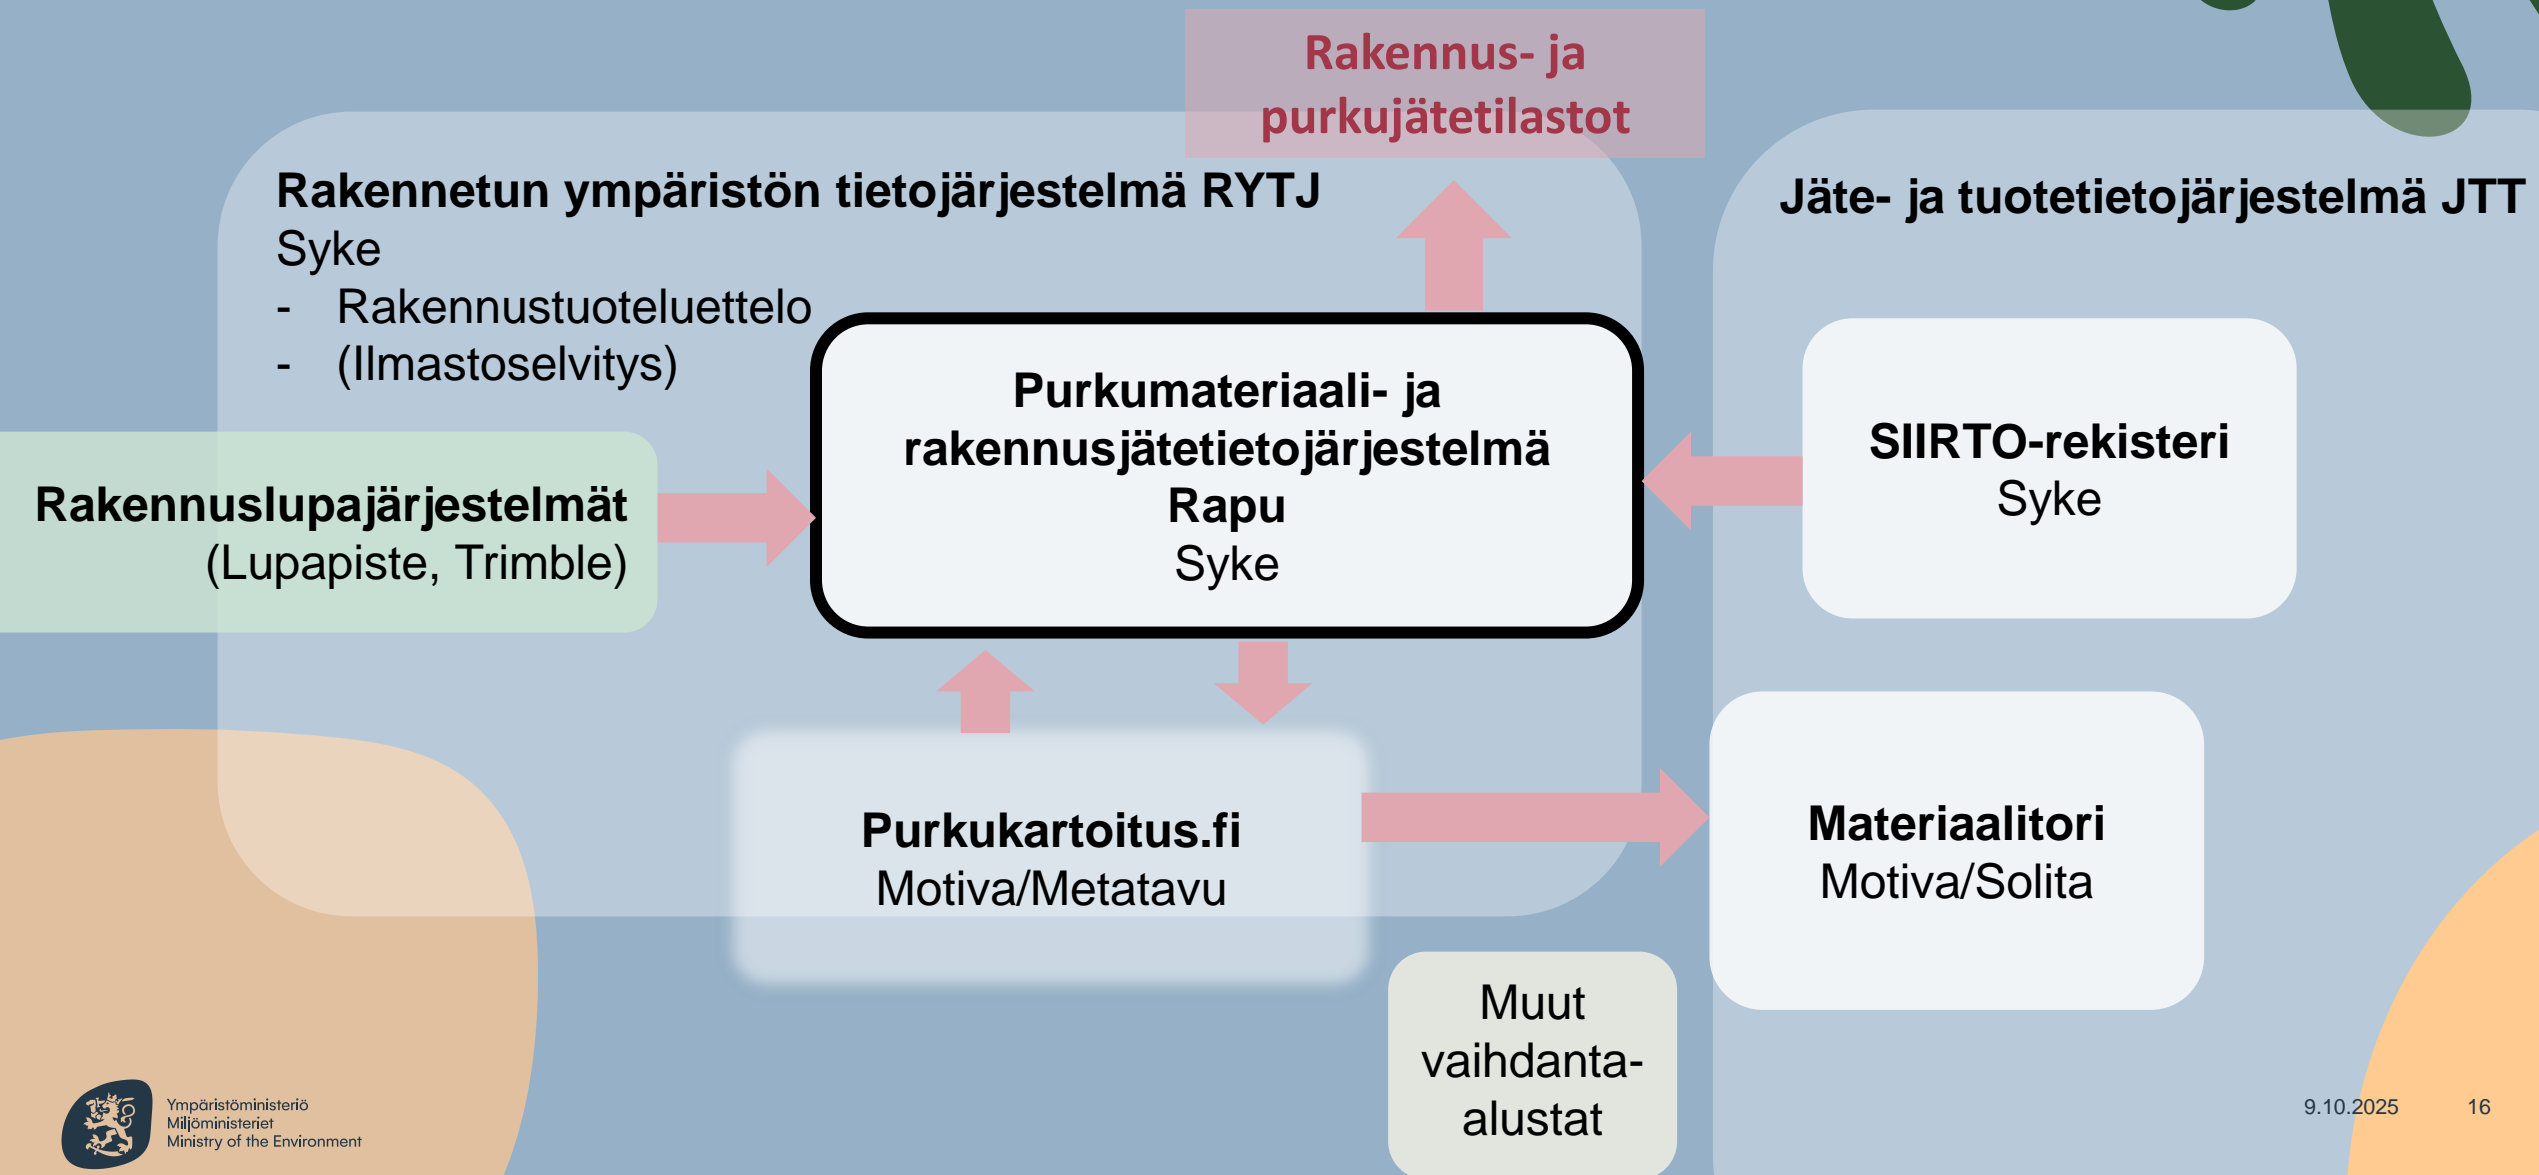 Rakennus- ja
purkujätetilastot
Rakennetun ympäristön tietojärjestelmä RYTJ
Syke
- Rakennustuoteluettelo
- (Ilmastoselvitys)
Jäte- ja tuotetietojärjestelmä JTT
Rakennuslupajärjestelmät
(Lupapiste, Trimble)
Purkumateriaali- ja
rakennusjätetietojärjestelmä
Rapu
Syke
SIIRTO-rekisteri
Syke
Purkukartoitus.fi
Motiva/Metatavu
Materiaalitori
Motiva/Solita
Muut
vaihdanta-
alustat
Ympäristöministeriö
Miljöministeriet
Ministry of the Environment
9.10.2025
16